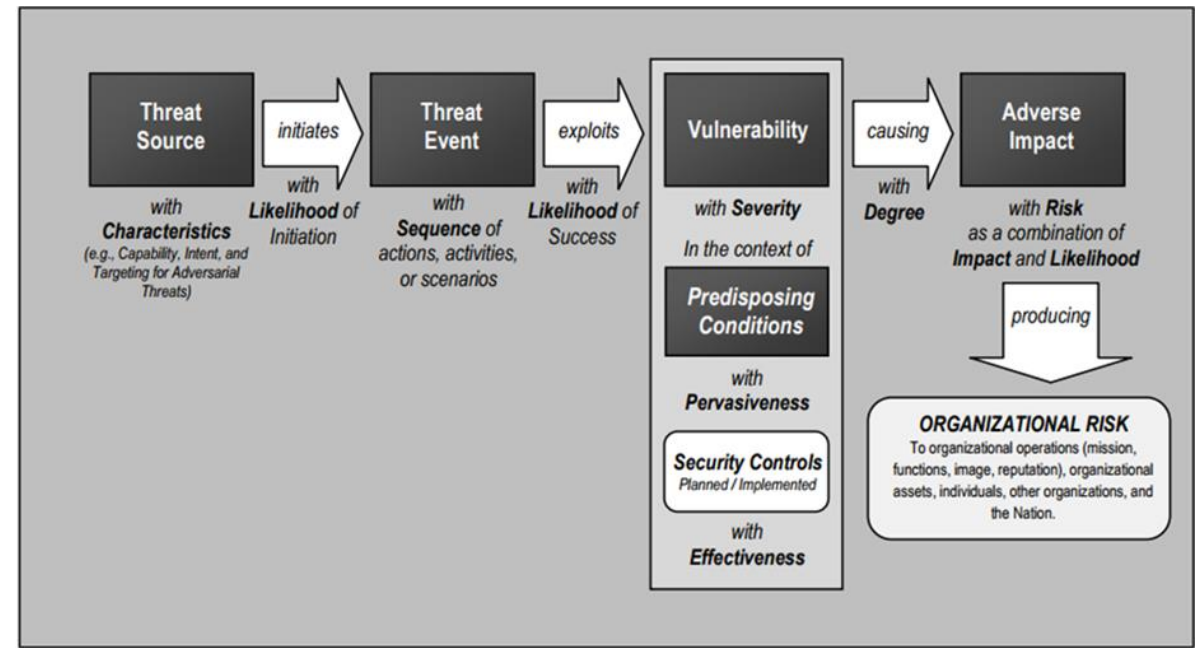 Threat
Source
initiates
Threat
Event
exploits
Vulnerability
causing
Adverse
Impact
with
Characteristics
(e.g., Capability, Intent, and
Targeting for Adversarial
Threats)
with
Likelihood of
Initiation
with
Sequence of
actions, activities,
or scenarios
with
Likelihood of
Success
with Severity
In the context of
Predisposing
Conditions
with
Pervasiveness
Security Controls
Planned / Implemented
with
Effectiveness
with
Degree
with Risk
as a combination of
Impact and Likelihood
producing
ORGANIZATIONAL RISK
To organizational operations (mission,
functions, image, reputation), organizational
assets, individuals, other organizations, and
the Nation.